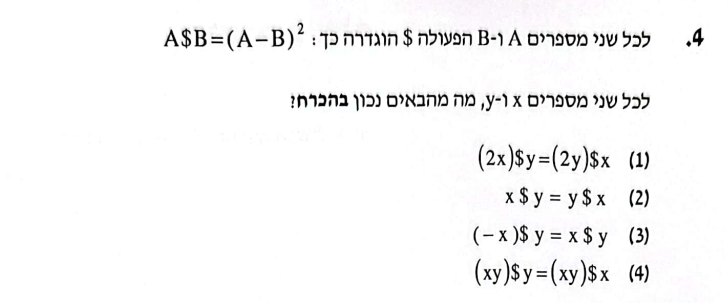 4. לכל שני מספרים A ו-B הפעולה $ הוגדרה כך: A$B=(A−B)²
לכל שני מספרים x ו-y, מה מהבאים נכון בהכרח?
(1) (2x)$y=(2y)$x
(2) x$y = y$x
(3) (−x)$y = x$y
(4) (xy)$y=(xy)$x